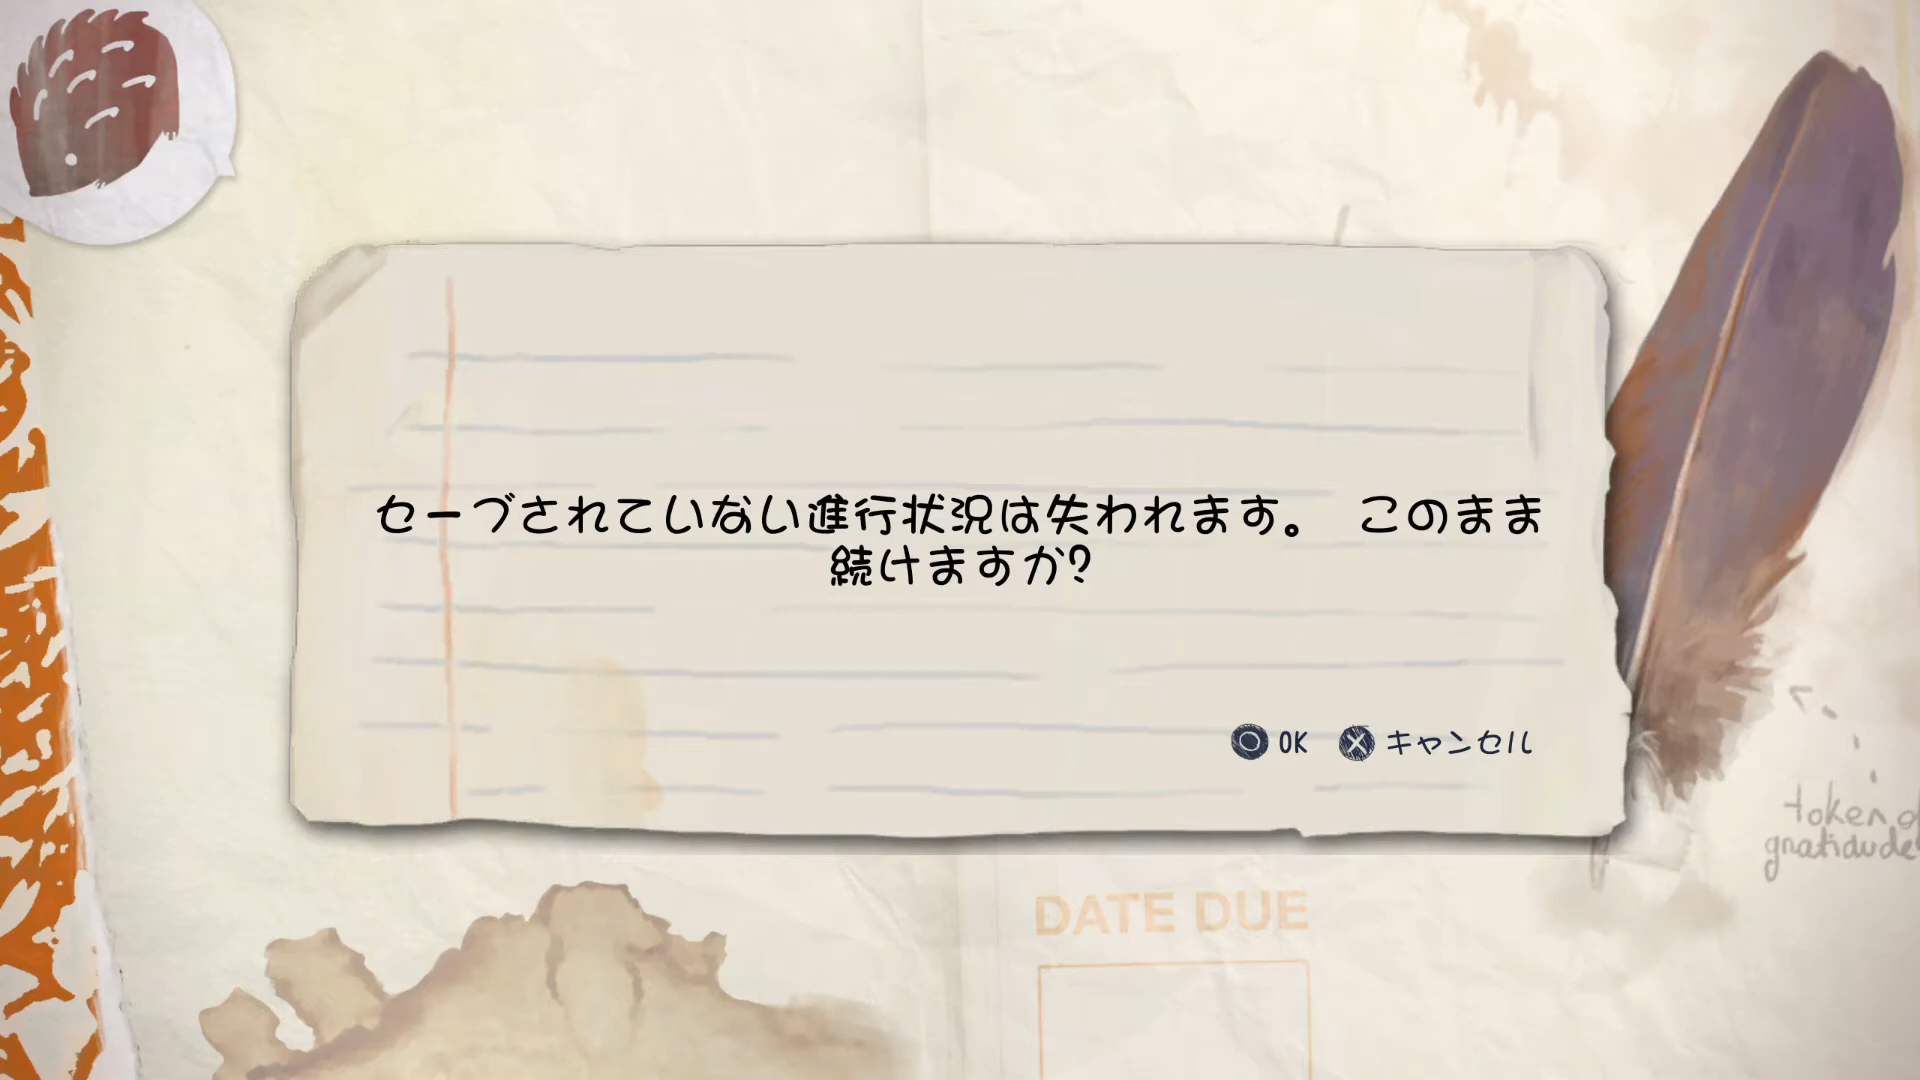 セーブされていない進行状況は失われます。 このまま
続けますか?
OK キャンセル
token o
gratidude
DATE DUE